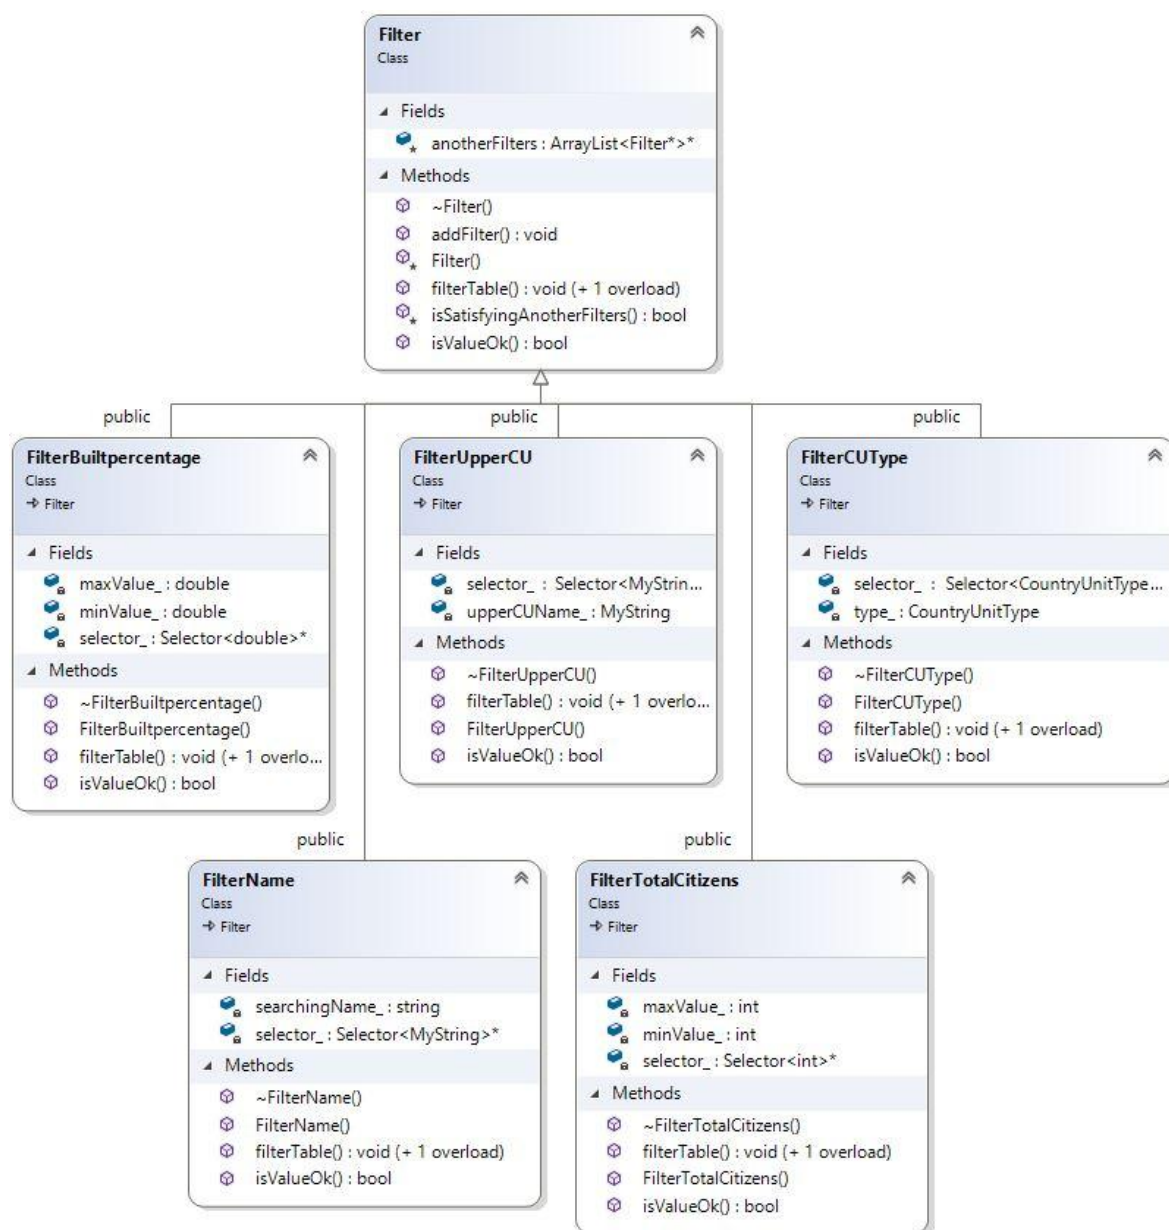 Filter
Class
Fields
anotherFilters : ArrayList<Filter*>*
Methods
~Filter()
addFilter() : void
Filter()
filterTable() : void (+ 1 overload)
isSatisfyingAnotherFilters() : bool
isValueOk() : bool
public
public
public
FilterBuiltpercentage
Class
Filter
Fields
maxValue_ : double
minValue_ : double
selector_ : Selector<double>*
Methods
~FilterBuiltpercentage()
FilterBuiltpercentage()
filterTable() : void (+ 1 overlo...
isValueOk() : bool
FilterUpperCU
Class
Filter
Fields
selector_ : Selector<MyStrin...
upperCUName_ : MyString
Methods
~FilterUpperCU()
filterTable() : void (+ 1 overlo...
FilterUpperCU()
isValueOk() : bool
FilterCUType
Class
Filter
Fields
selector_ : Selector<CountryUnitType...
type_ : CountryUnitType
Methods
~FilterCUType()
FilterCUType()
filterTable() : void (+ 1 overload)
isValueOk() : bool
public
public
FilterName
Class
Filter
Fields
searchingName_ : string
selector_ : Selector<MyString>*
Methods
~FilterName()
FilterName()
filterTable() : void (+ 1 overload)
isValueOk() : bool
FilterTotalCitizens
Class
Filter
Fields
maxValue_ : int
minValue_ : int
selector_ : Selector<int>*
Methods
~FilterTotalCitizens()
filterTable() : void (+ 1 overload)
FilterTotalCitizens()
isValueOk() : bool